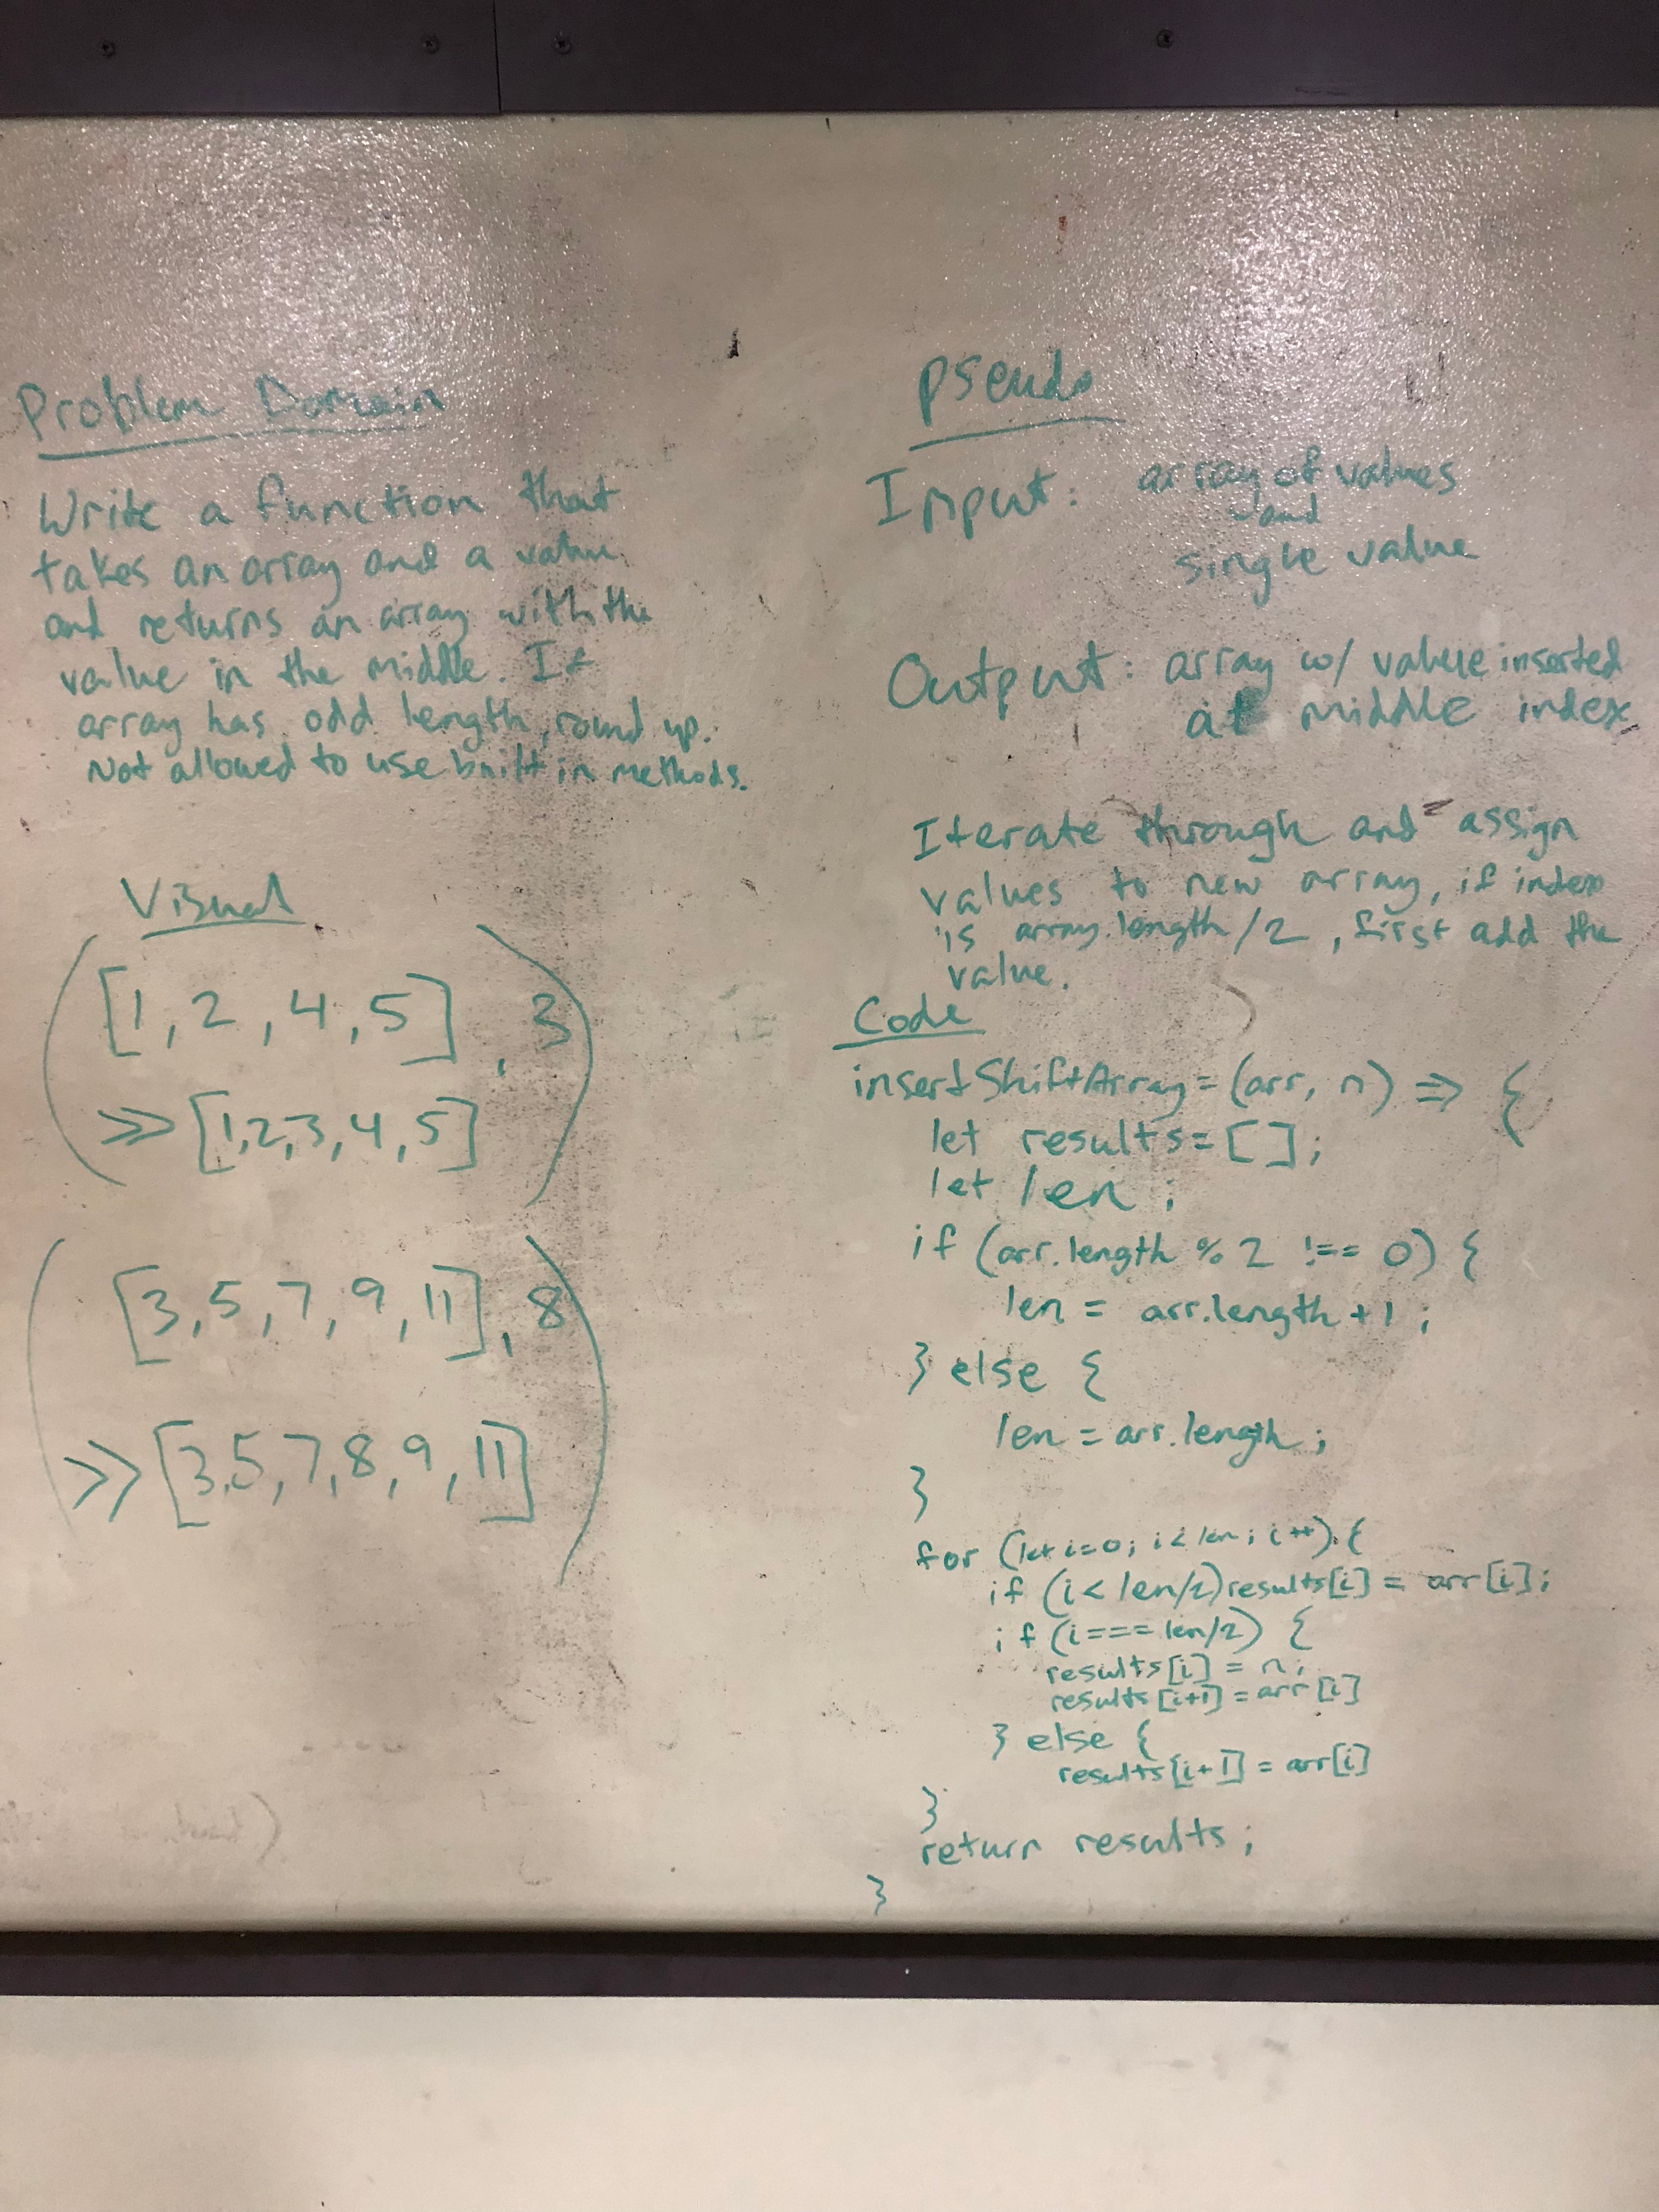 Problem Domain
Write a function that
takes an array and a value
and returns an array with the
value in the middle. If
array has odd length, round up.
Not allowed to use built in methods.
Visual
([1, 2, 4, 5], 3
>> [1,2,3,4,5])
([3,5,7,9,11], 8
>> [3,5,7,8,9,11])
Pseudo
Input: array of values
and
single value
Output: array w/ value inserted
at middle index
Iterate through and assign
values to new array, if index
is array.length/2, first add the
value.
Code
insertShiftArray = (arr, n) => {
let results = [];
let len;
if (arr.length % 2 !== 0) {
len = arr.length + 1;
} else {
len = arr.length;
}
for (let i=0; i < len; i++) {
if (i < len/2) results[i] = arr[i];
if (i === len/2) {
results[i] = n;
results[i+1] = arr[i]
} else {
results[i+1] = arr[i]
}
return results;
}